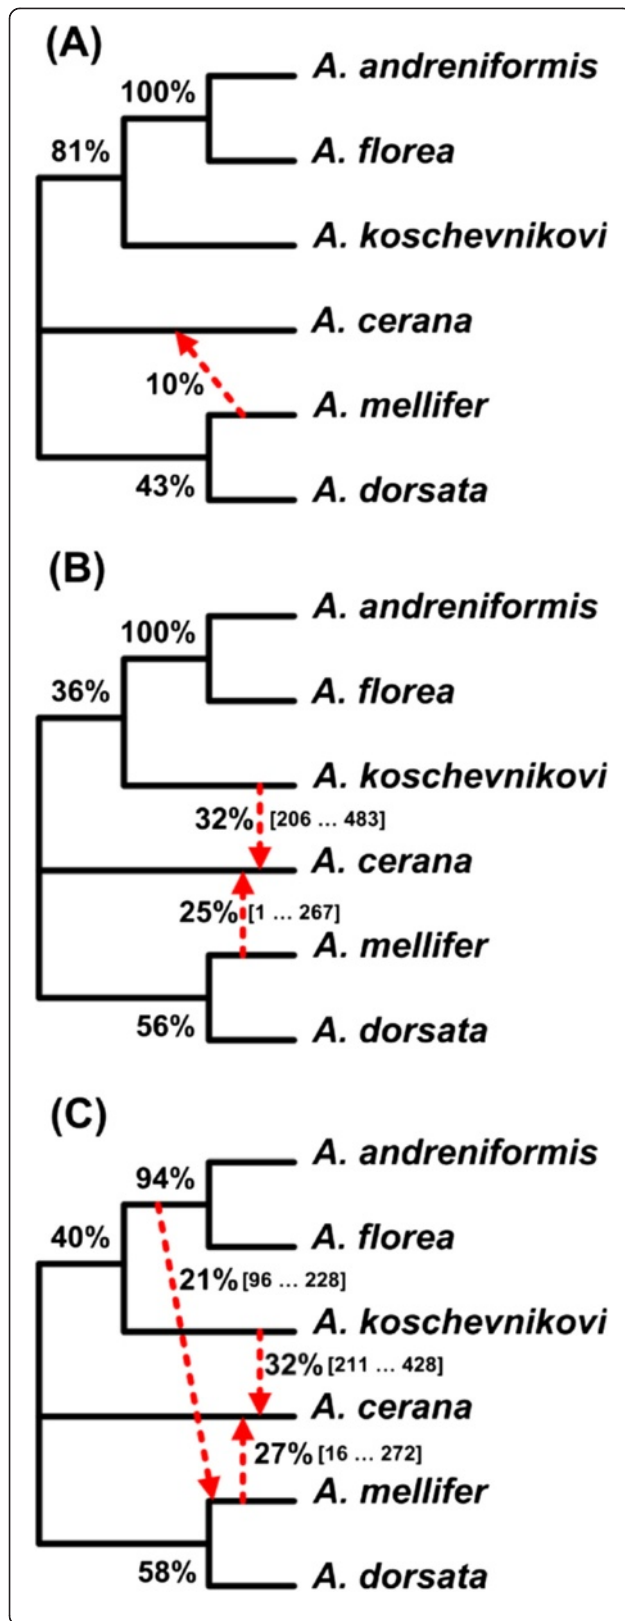 (A)
A. andreniformis
100%
A. florea
81%
A. koschevnikovi
A. cerana
10%
A. mellifer
43%
A. dorsata
(B)
A. andreniformis
100%
A. florea
36%
A. koschevnikovi
32% [206 ... 483]
A. cerana
25% [1 ... 267]
A. mellifer
56%
A. dorsata
(C)
A. andreniformis
94%
A. florea
40%
21% [96 ... 228]
A. koschevnikovi
32% [211 ... 428]
A. cerana
27% [16 ... 272]
A. mellifer
58%
A. dorsata